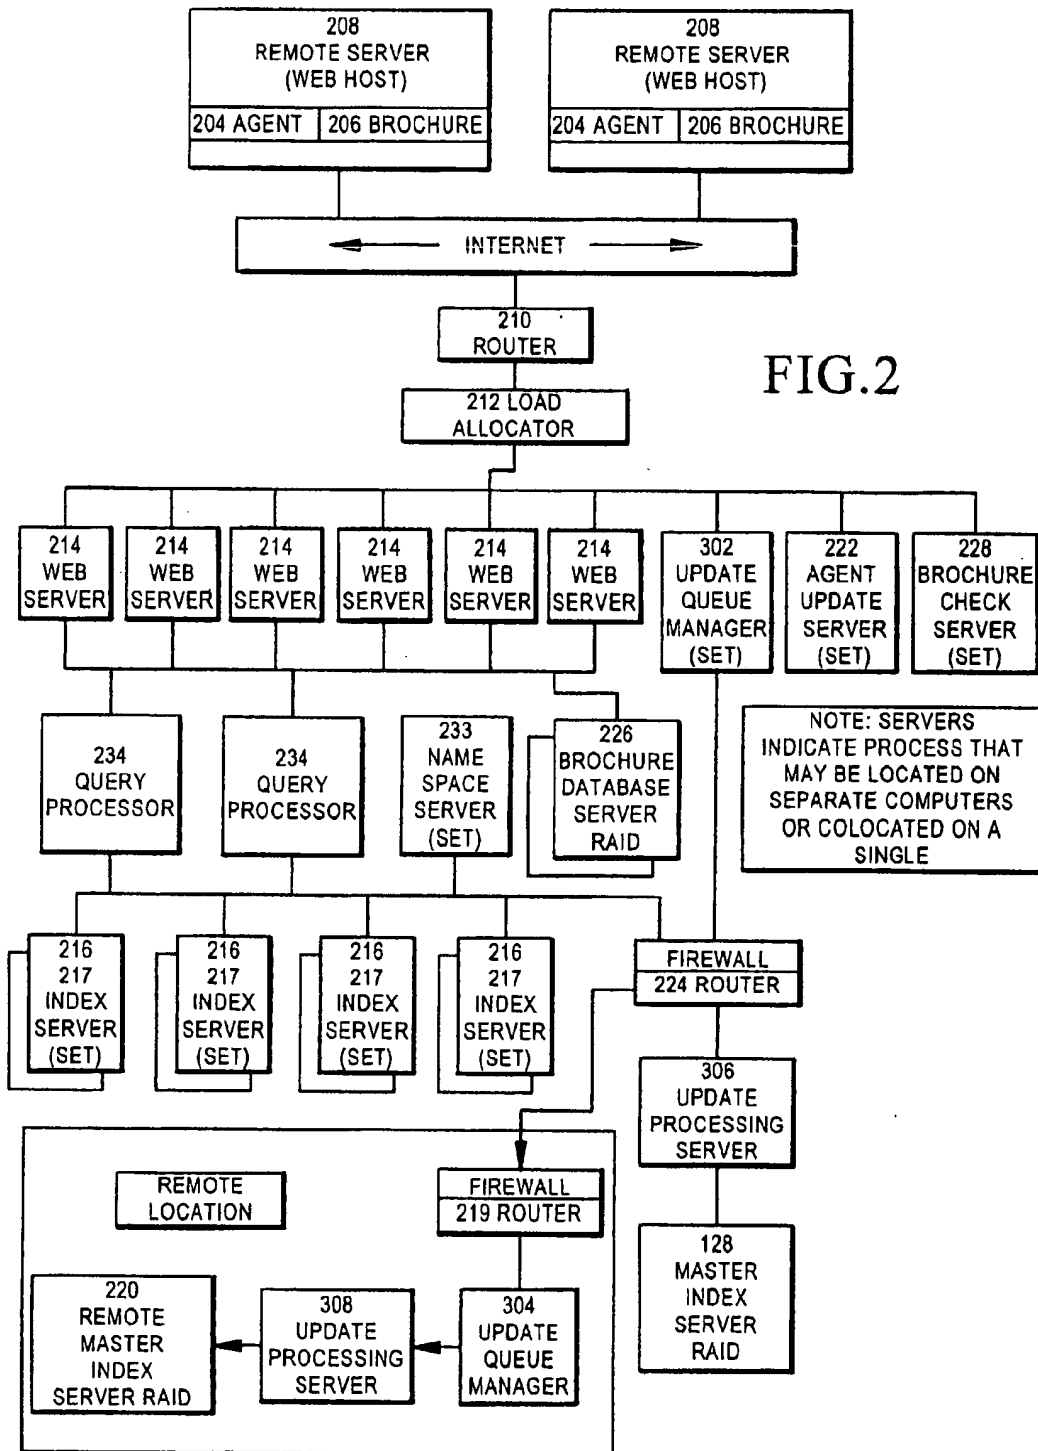 208
REMOTE SERVER
(WEB HOST)
204 AGENT
206 BROCHURE
208
REMOTE SERVER
(WEB HOST)
204 AGENT
206 BROCHURE
INTERNET
210
ROUTER
FIG.2
212 LOAD
ALLOCATOR
214
WEB
SERVER
214
WEB
SERVER
214
WEB
SERVER
214
WEB
SERVER
214
WEB
SERVER
214
WEB
SERVER
302
UPDATE
QUEUE
MANAGER
(SET)
222
AGENT
UPDATE
SERVER
(SET)
228
BROCHURE
CHECK
SERVER
(SET)
234
QUERY
PROCESSOR
234
QUERY
PROCESSOR
233
NAME
SPACE
SERVER
(SET)
226
BROCHURE
DATABASE
SERVER
RAID
NOTE: SERVERS
INDICATE PROCESS THAT
MAY BE LOCATED ON
SEPARATE COMPUTERS
OR COLOCATED ON A
SINGLE
216
217
INDEX
SERVER
(SET)
216
217
INDEX
SERVER
(SET)
216
217
INDEX
SERVER
(SET)
216
217
INDEX
SERVER
(SET)
FIREWALL
224 ROUTER
306
UPDATE
PROCESSING
SERVER
REMOTE
LOCATION
FIREWALL
219 ROUTER
128
MASTER
INDEX
SERVER
RAID
220
REMOTE
MASTER
INDEX
SERVER RAID
308
UPDATE
PROCESSING
SERVER
304
UPDATE
QUEUE
MANAGER